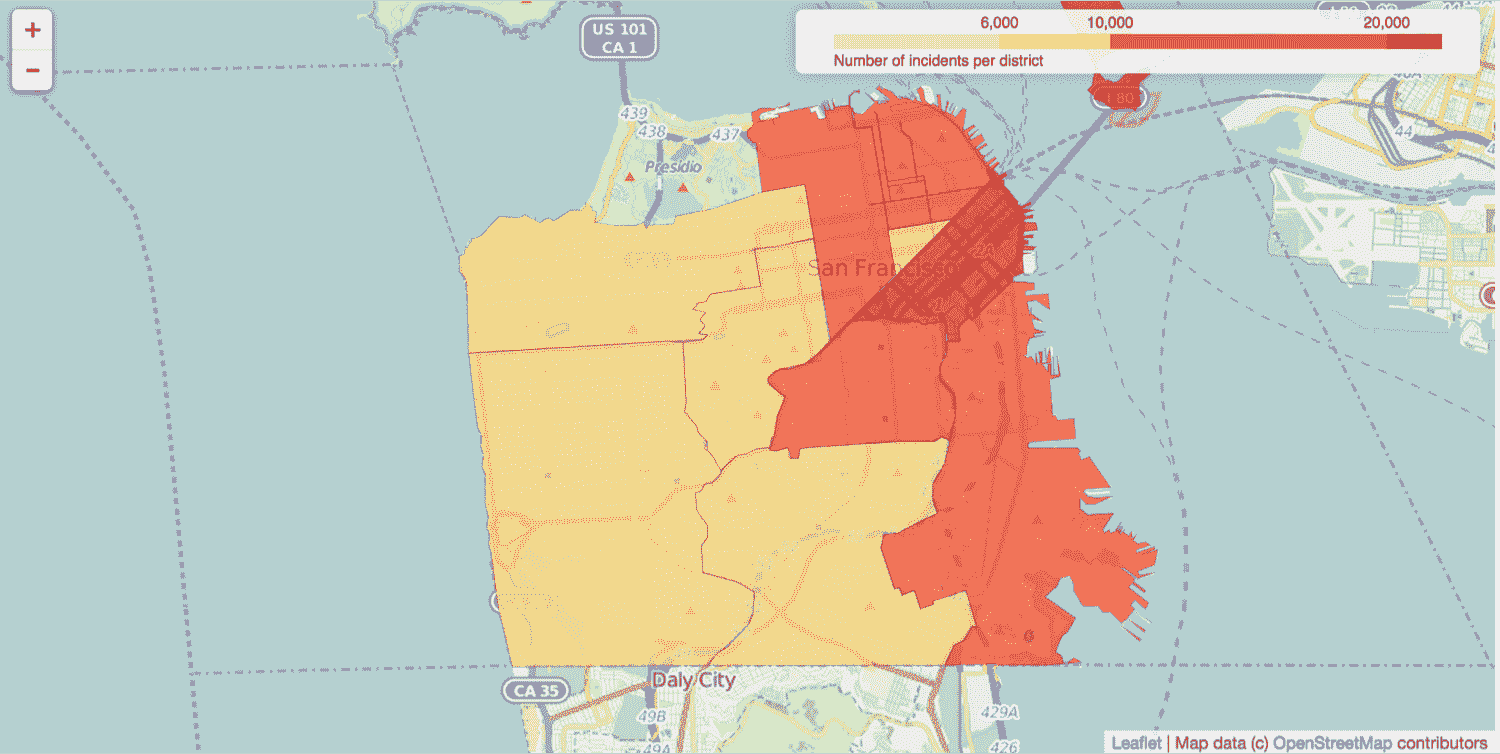 +
−
US 101
CA 1
6,000 10,000 20,000
Number of incidents per district
I 80
439
438
437
44
Presidio
San Francisco
Daly City
CA 35
49B
49A
429A
426
Leaflet | Map data (c) OpenStreetMap contributors